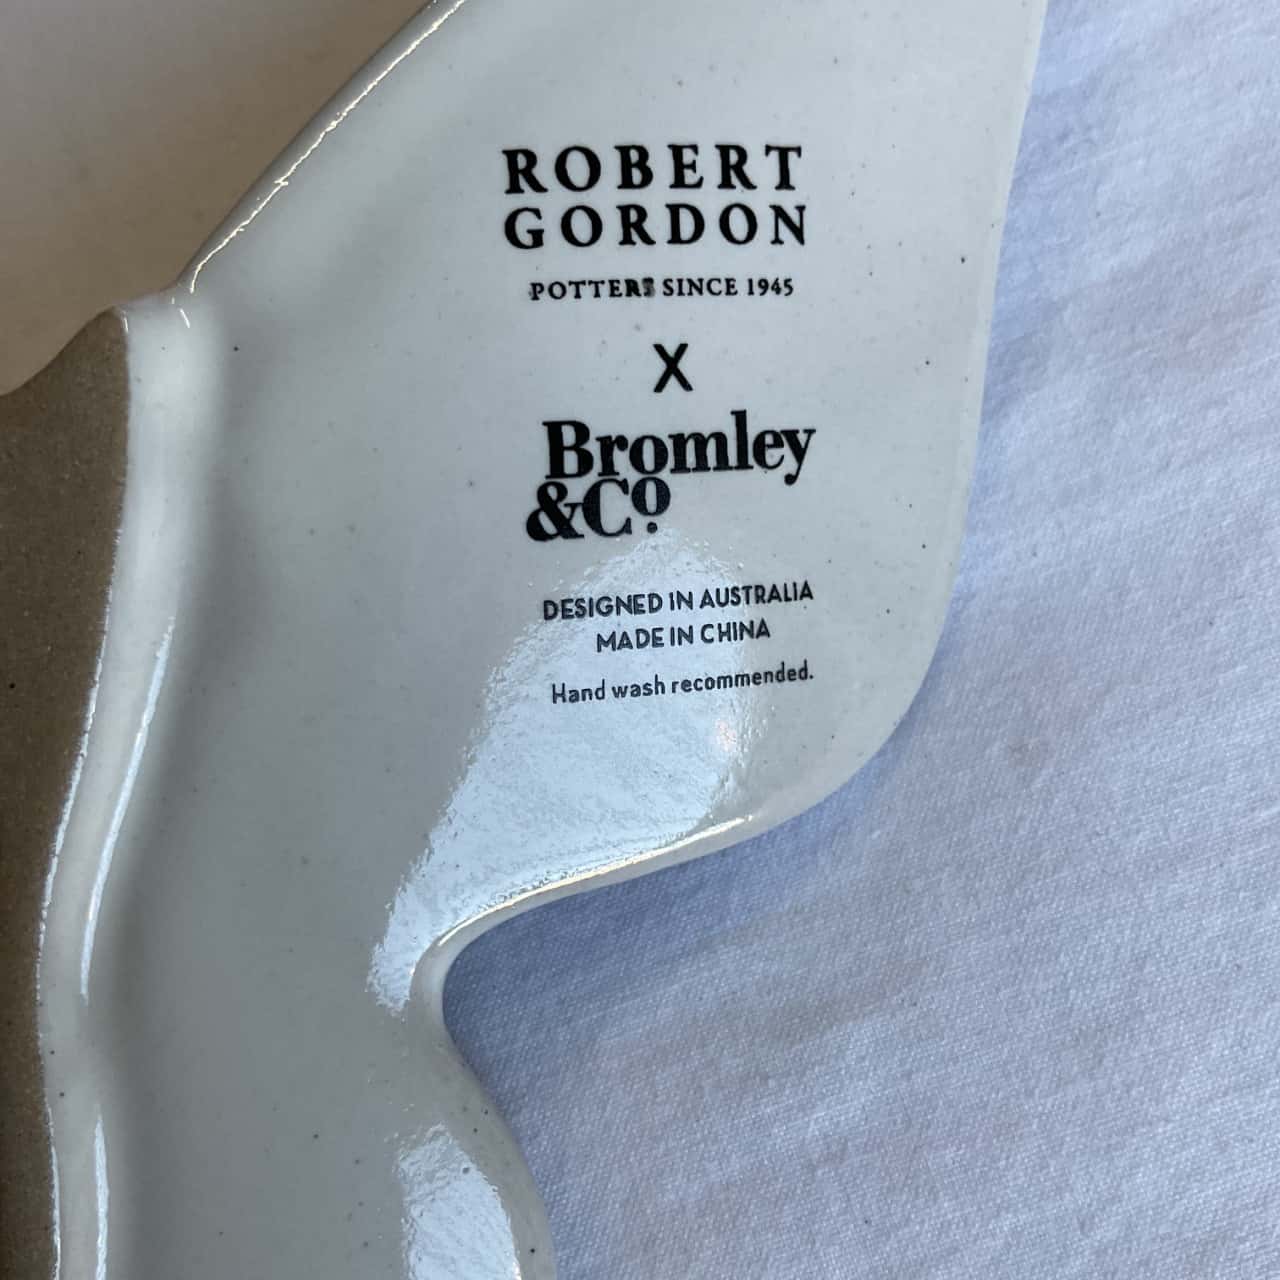 ROBERT
GORDON
POTTERS SINCE 1945
X
Bromley
&Co.
DESIGNED IN AUSTRALIA
MADE IN CHINA
Hand wash recommended.